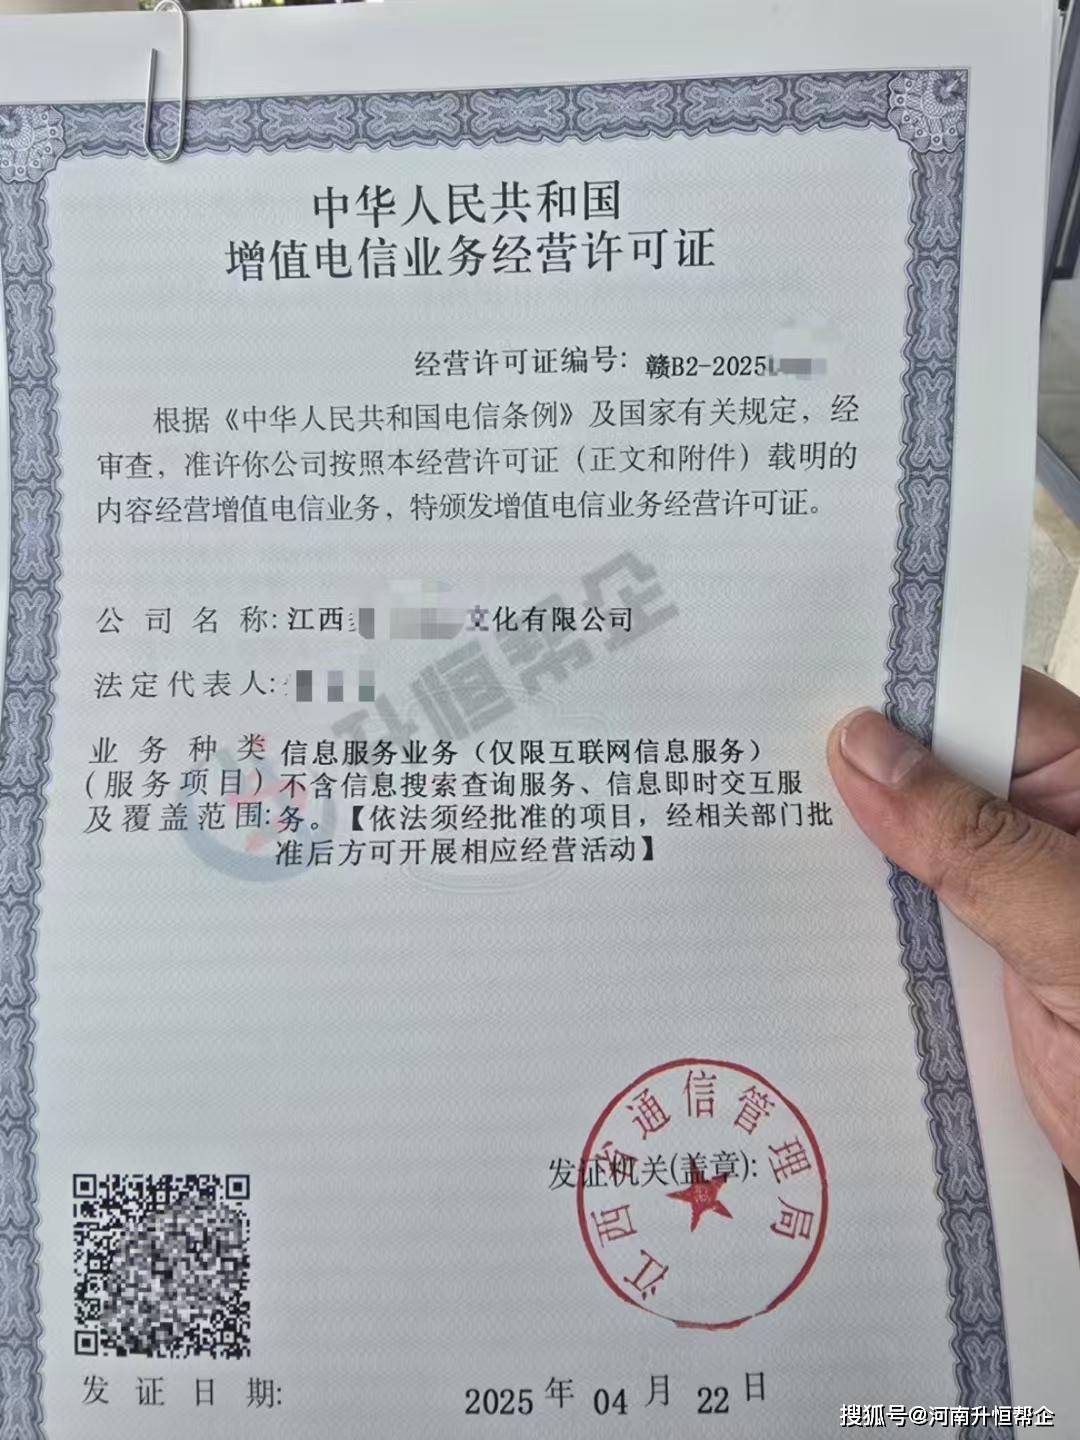 中华人民共和国
增值电信业务经营许可证
经营许可证编号：赣B2-2025
根据《中华人民共和国电信条例》及国家有关规定，经
审查，准许你公司按照本经营许可证（正文和附件）载明的
内容经营增值电信业务，特颁发增值电信业务经营许可证。
公司名称：江西 文化有限公司
法定代表人：
业务种类 信息服务业务（仅限互联网信息服务）
（服务项目）不含信息搜索查询服务、信息即时交互服
及覆盖范围：务。【依法须经批准的项目，经相关部门批
准后方可开展相应经营活动】
升恒帮企
发证机关(盖章)：
江西省通信管理局
发证日期： 2025 年 04 月 22 日
搜狐号@河南升恒帮企